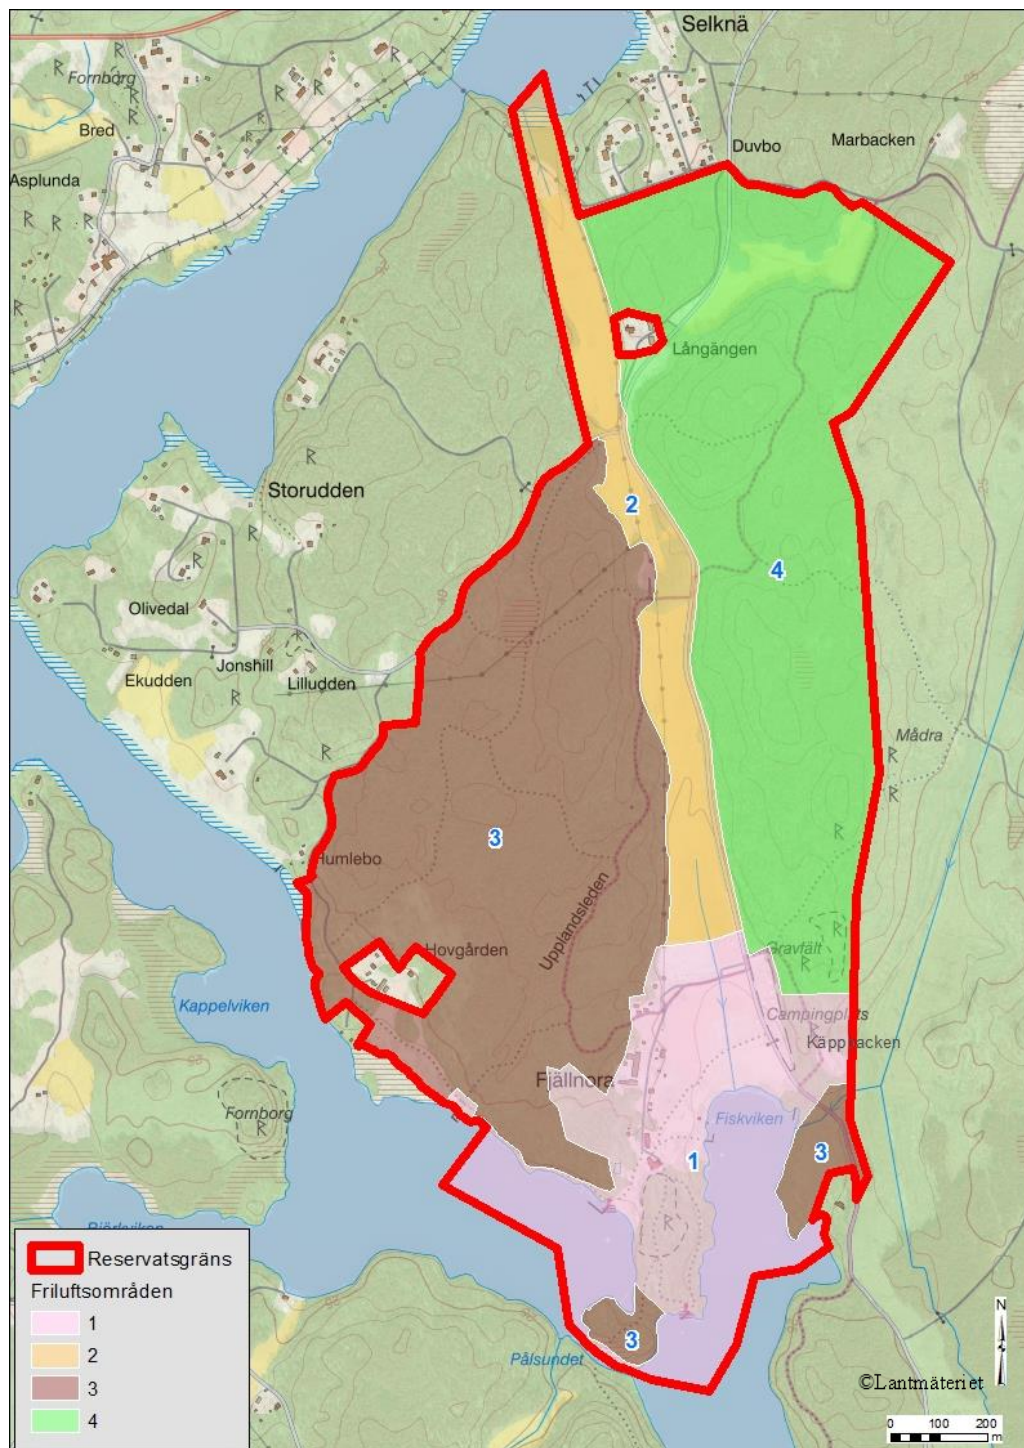 Selknä
Fornborg
Bred
Duvbo
Marbacken
Asplunda
R
R
R
R
R
R
R
Långängen
R
Storudden
2
R
4
Olivedal
Jonshill
Ekudden
Lilludden
R
R
Mådra
R
R
3
R
Humlebo
Upplandsleden
Hovgården
Gravfält
R
R
Kappelviken
Campingplats
Käppbacken
Fjällnora
Fornborg
R
Fiskviken
1
3
R
Björkviken
Reservatsgräns
Friluftsområden
1
2
3
4
3
Pålsundet
N
©Lantmäteriet
0 100 200
m